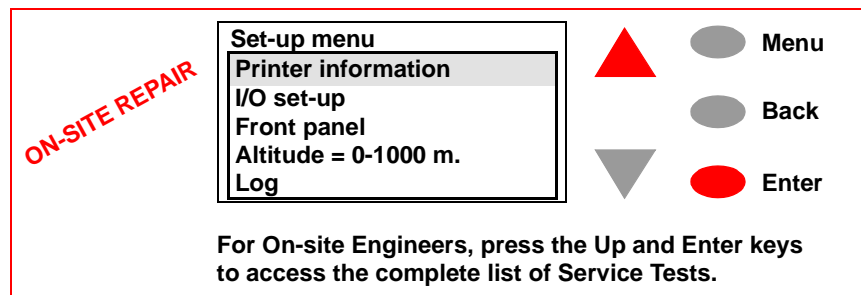 ON-SITE REPAIR
Set-up menu
Printer information
I/O set-up
Front panel
Altitude = 0-1000 m.
Log
Menu
Back
Enter
For On-site Engineers, press the Up and Enter keys
to access the complete list of Service Tests.